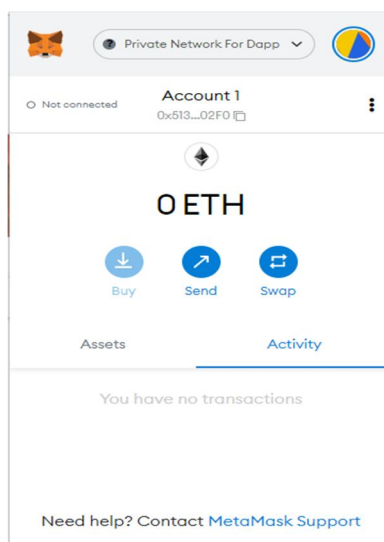 Private Network For Dapp
Not connected
Account 1
0x513...02F0
0 ETH
Buy
Send
Swap
Assets
Activity
You have no transactions
Need help? Contact MetaMask Support